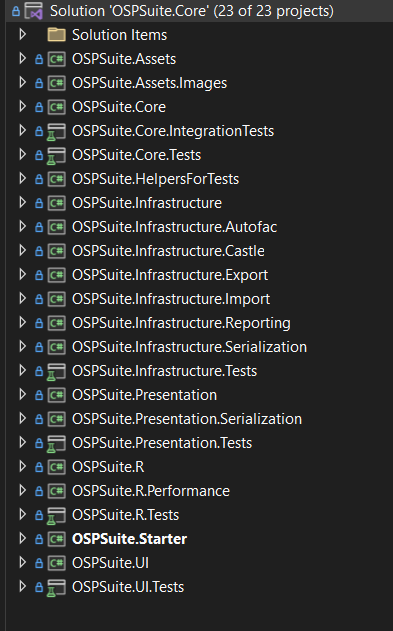 Solution 'OSPSuite.Core' (23 of 23 projects)
Solution Items
C# OSPSuite.Assets
C# OSPSuite.Assets.Images
C# OSPSuite.Core
OSPSuite.Core.IntegrationTests
OSPSuite.Core.Tests
C# OSPSuite.HelpersForTests
C# OSPSuite.Infrastructure
C# OSPSuite.Infrastructure.Autofac
C# OSPSuite.Infrastructure.Castle
C# OSPSuite.Infrastructure.Export
C# OSPSuite.Infrastructure.Import
C# OSPSuite.Infrastructure.Reporting
C# OSPSuite.Infrastructure.Serialization
OSPSuite.Infrastructure.Tests
C# OSPSuite.Presentation
C# OSPSuite.Presentation.Serialization
OSPSuite.Presentation.Tests
C# OSPSuite.R
C# OSPSuite.R.Performance
OSPSuite.R.Tests
C# OSPSuite.Starter
C# OSPSuite.UI
OSPSuite.UI.Tests